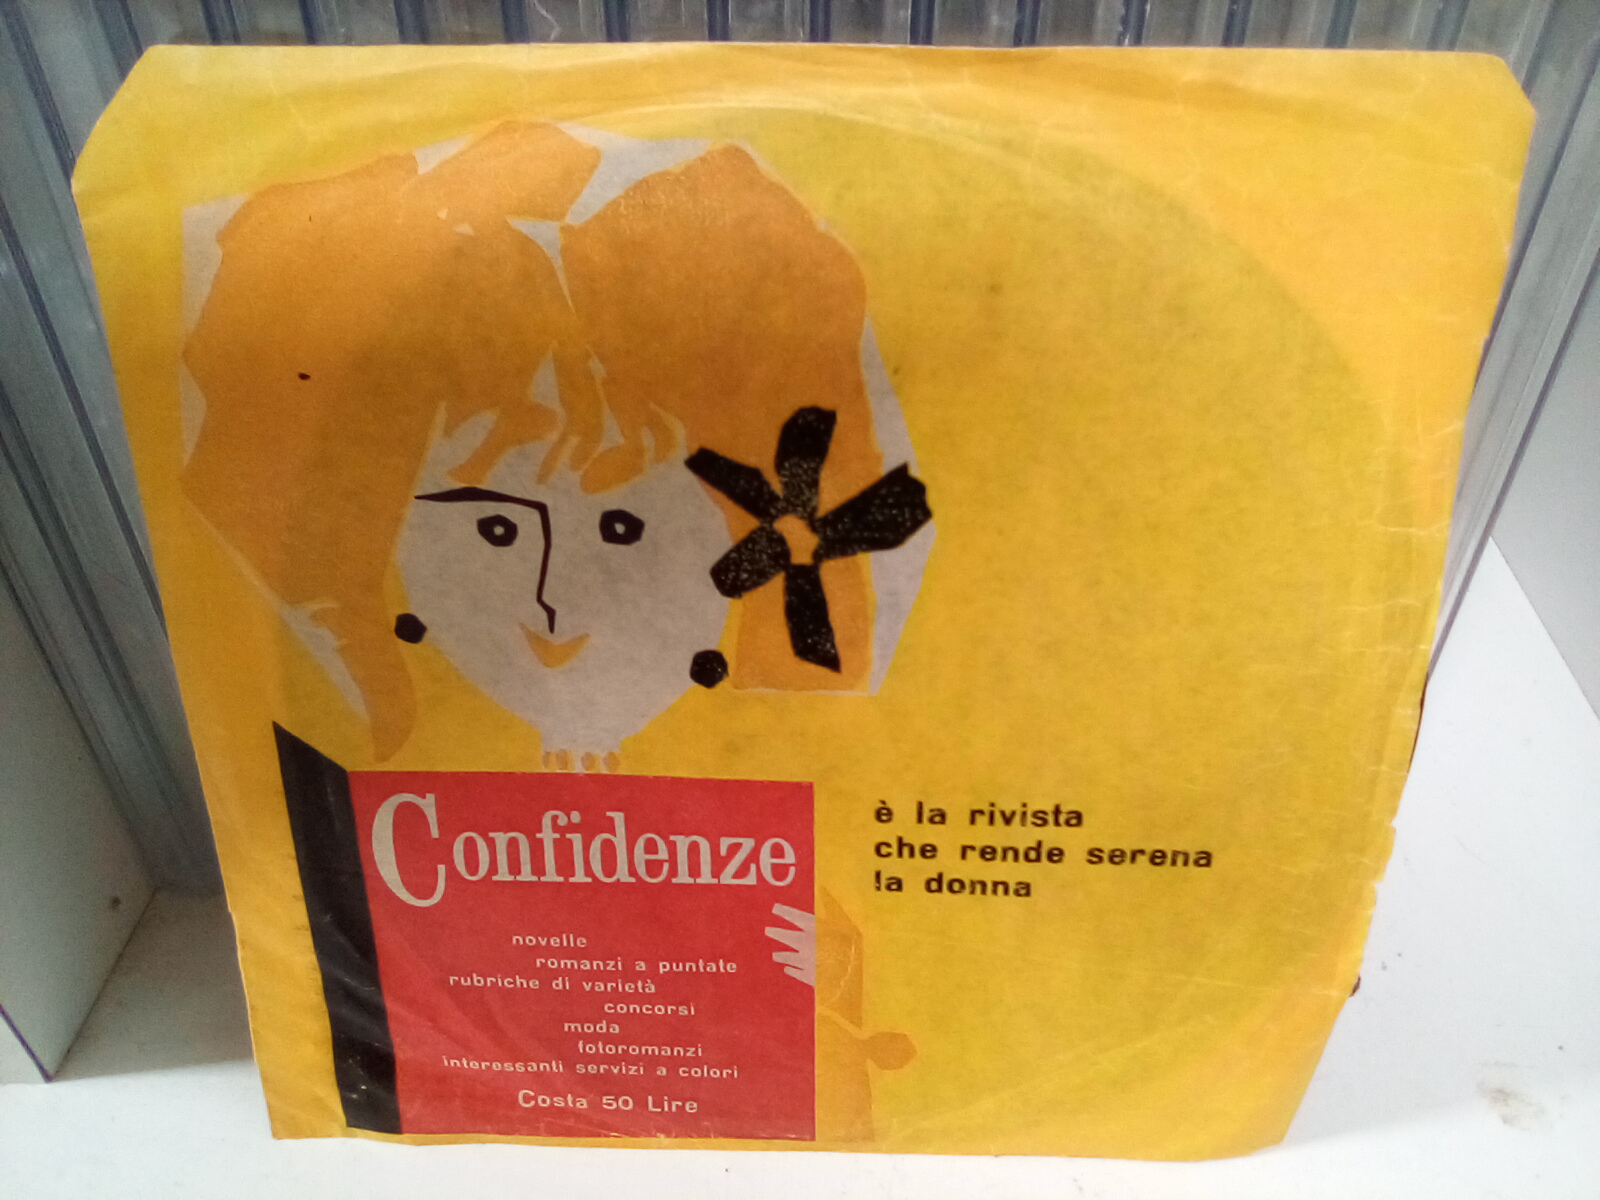 Confidenze
è la rivista
che rende serena
la donna
novelle
romanzi a puntate
rubriche di varietà
concorsi
moda
fotoromanzi
interessanti servizi a colori
Costa 50 Lire